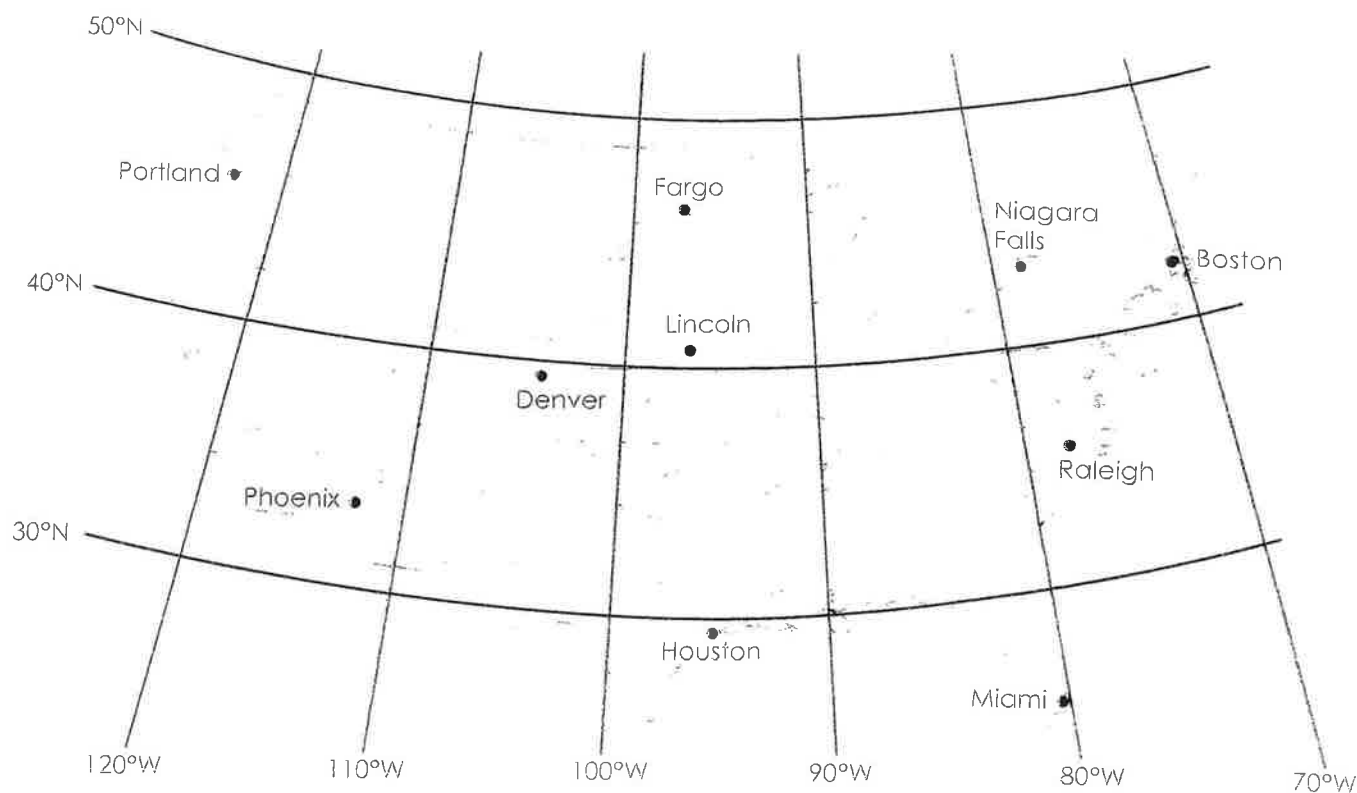 50°N
Portland
Fargo
Niagara
Falls
Boston
40°N
Lincoln
Denver
Raleigh
Phoenix
30°N
Houston
Miami
120°W
110°W
100°W
90°W
80°W
70°W